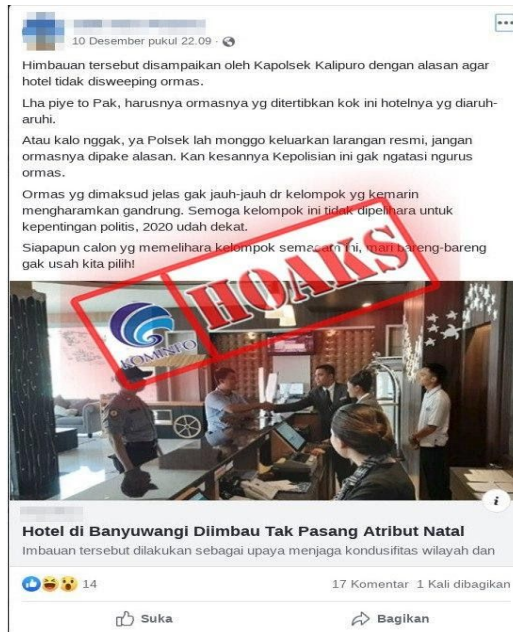 10 Desember pukul 22.09 ·
Himbauan tersebut disampaikan oleh Kapolsek Kalipuro dengan alasan agar
hotel tidak disweeping ormas.
Lha piye to Pak, harusnya ormasnya yg ditertibkan kok ini hotelnya yg diaruh-
aruhi.
Atau kalo nggak, ya Polsek lah monggo keluarkan larangan resmi, jangan
ormasnya dipake alasan. Kan kesannya Kepolisian ini gak ngatasi ngurus
ormas.
Ormas yg dimaksud jelas gak jauh-jauh dr kelompok yg kemarin
mengharamkan gandrung. Semoga kelompok ini tidak dipelihara untuk
kepentingan politis, 2020 udah dekat.
Siapapun calon yg memelihara kelompok semacam ini, mari bareng-bareng
gak usah kita pilih!
HOAKS
KOMINFO
Hotel di Banyuwangi Diimbau Tak Pasang Atribut Natal
Imbauan tersebut dilakukan sebagai upaya menjaga kondusifitas wilayah dan
14
17 Komentar 1 Kali dibagikan
Suka
Bagikan